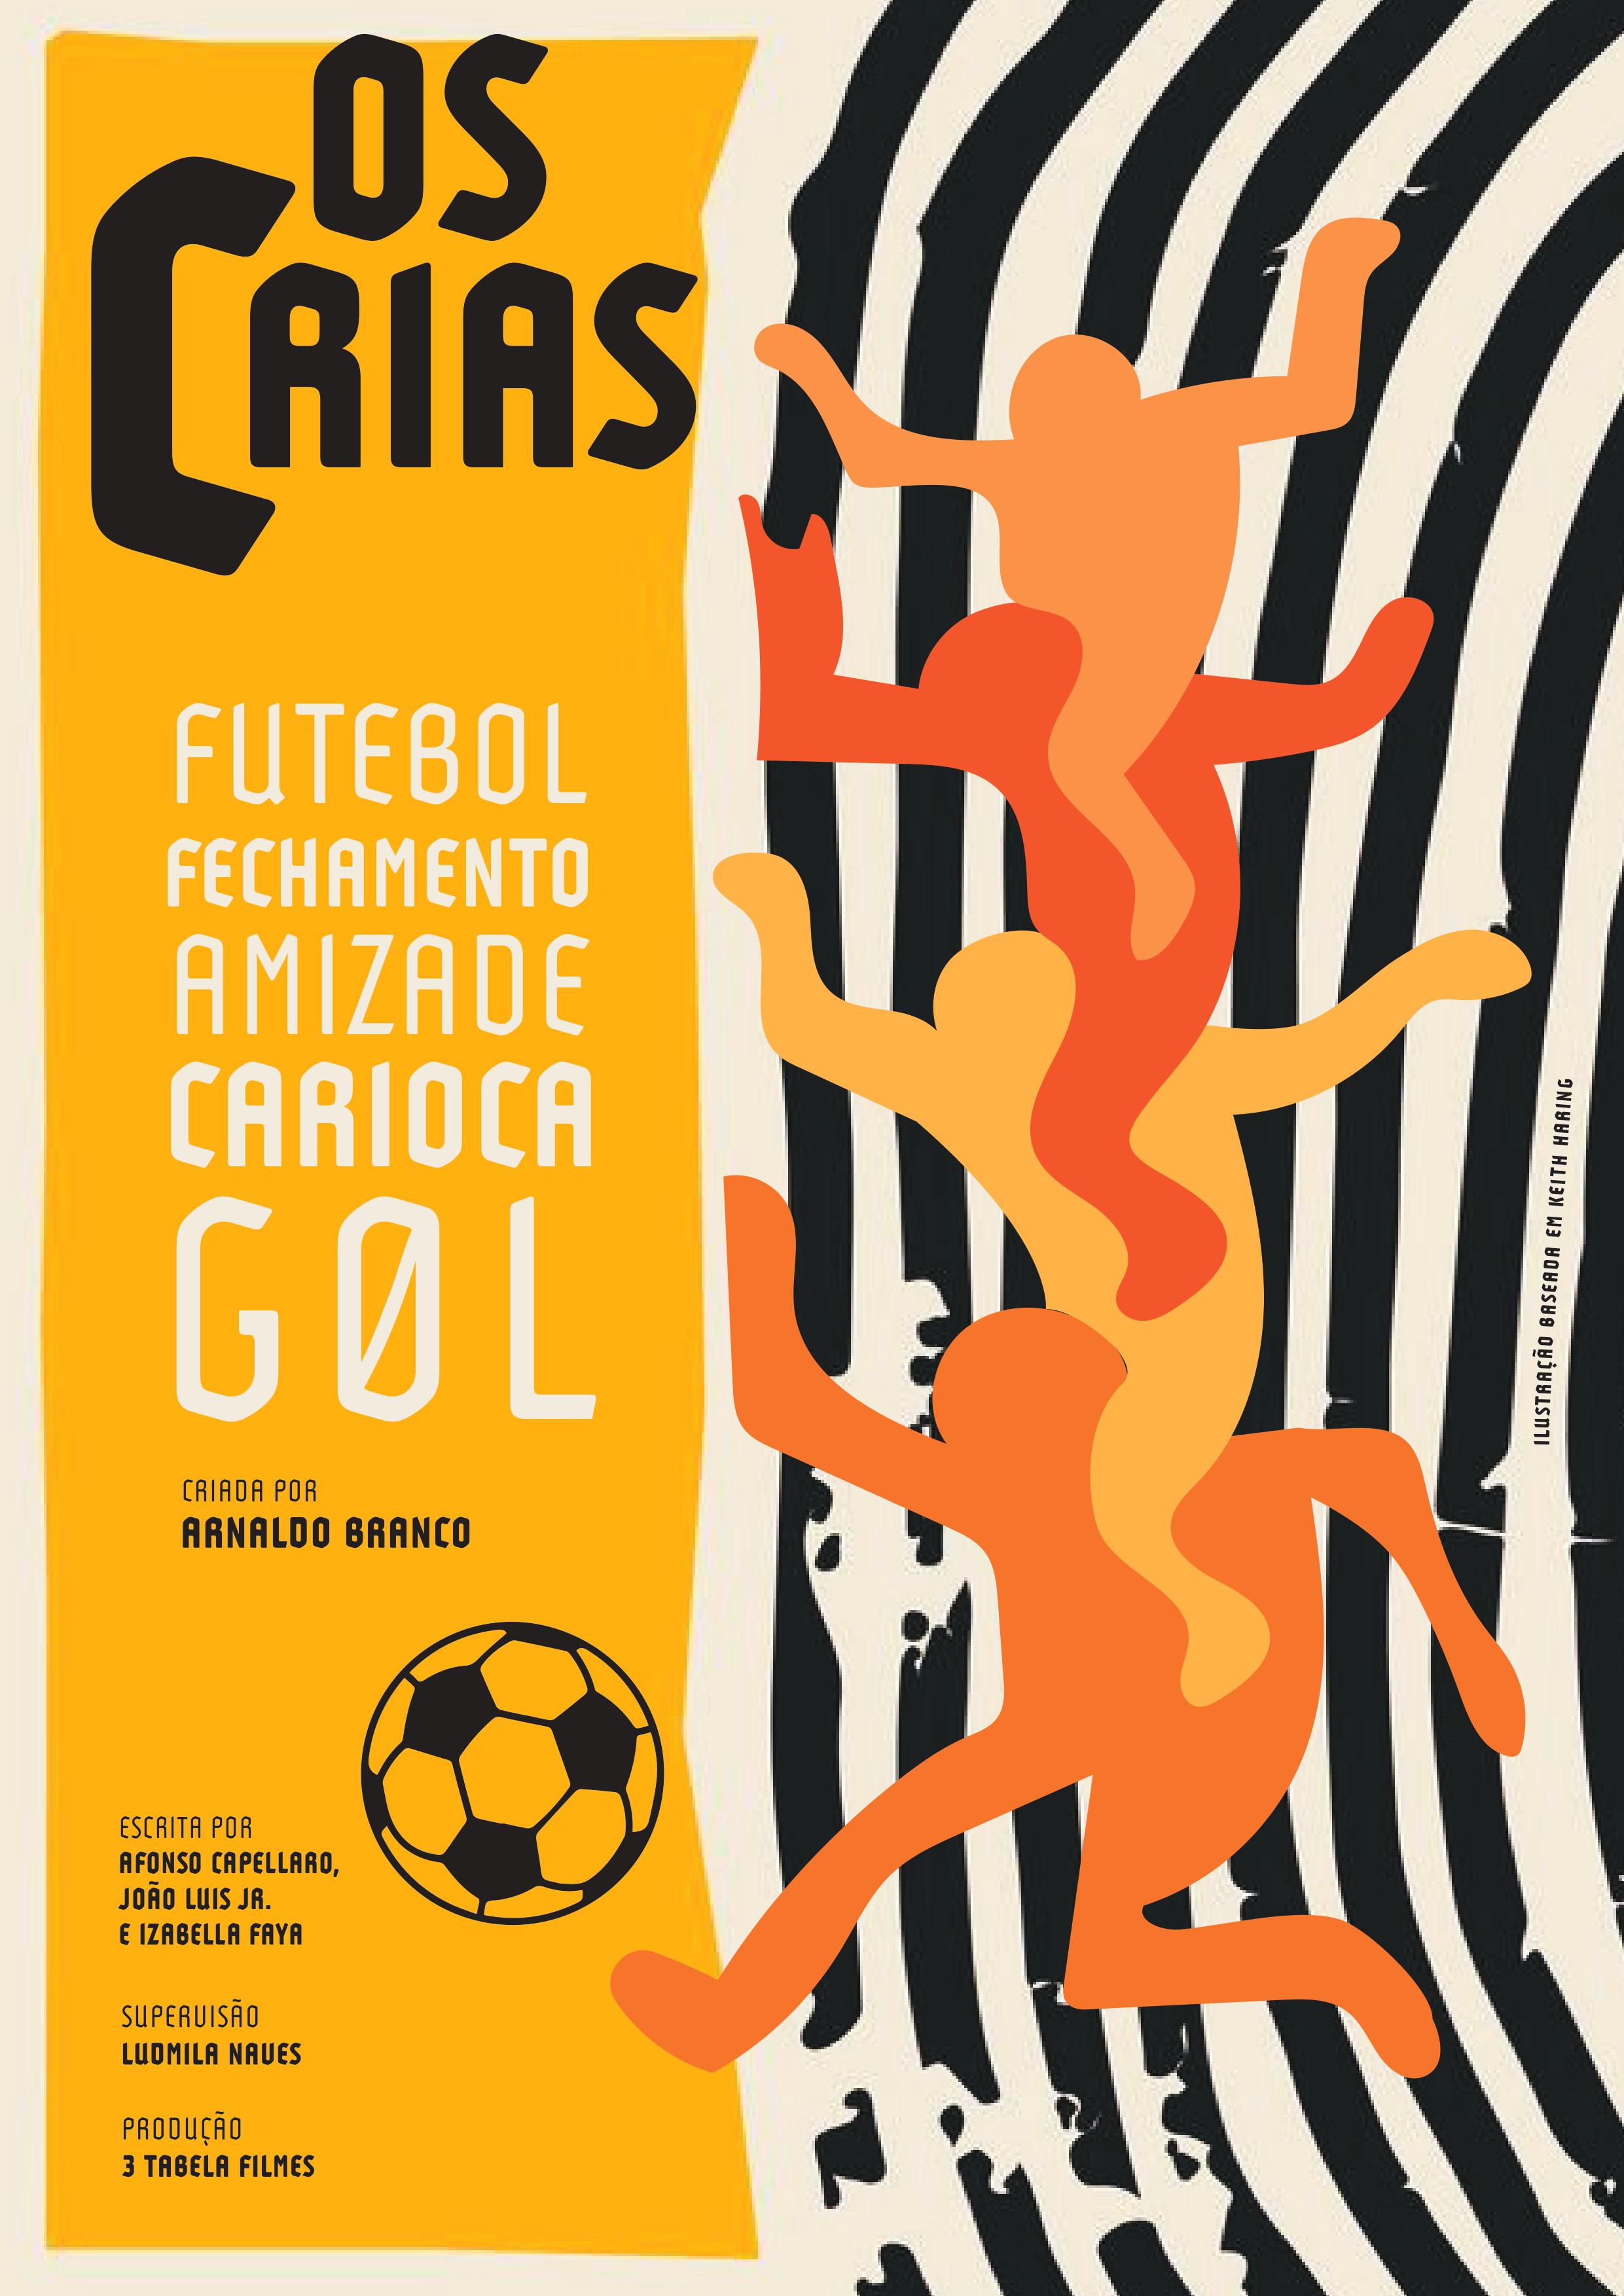 OS
CRIAS
FUTEBOL
FECHAMENTO
AMIZADE
CARIOCA
GØL
CRIADA POR
ARNALDO BRANCO
ESCRITA POR
AFONSO CAPELLARO,
JOÃO LUIS JR.
E IZABELLA FAYA
SUPERVISÃO
LUDMILA NAVES
PRODUÇÃO
3 TABELA FILMES
ILUSTRAÇÃO BASEADA EM KEITH HARING